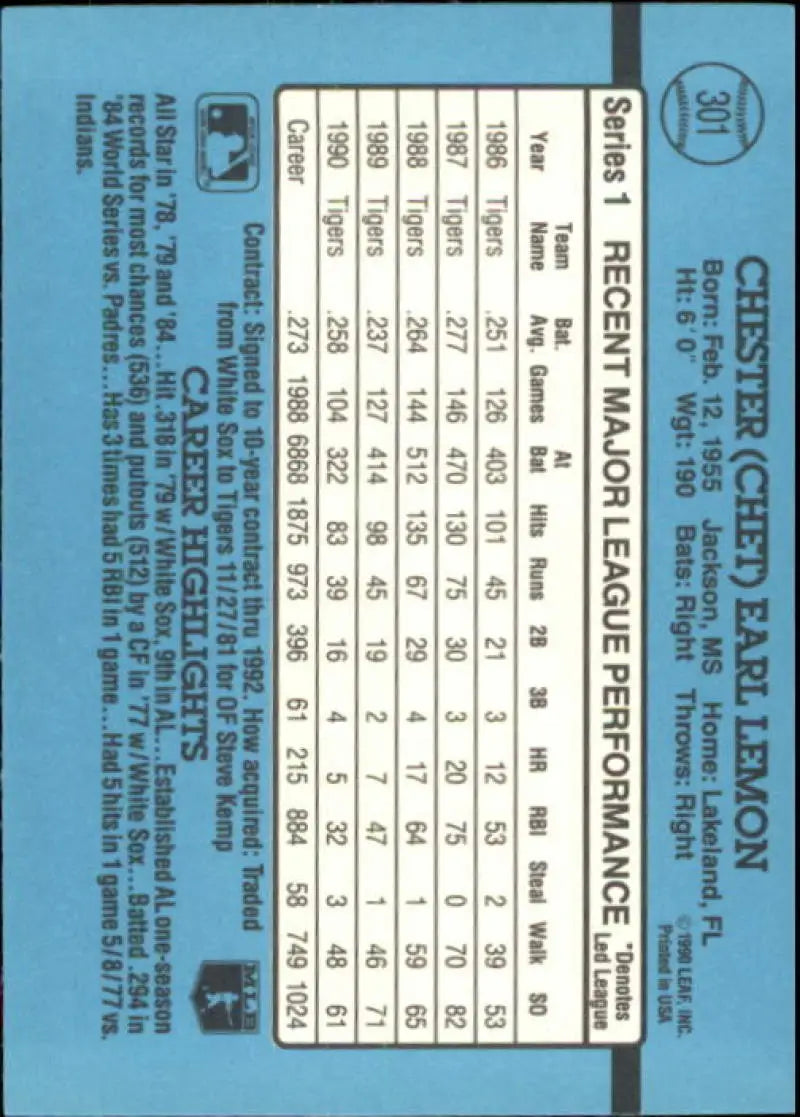 301
CHESTER (CHET) EARL LEMON
Born: Feb. 12, 1955 Jackson, MS Home: Lakeland, FL
Ht: 6' 0" Wgt: 190 Bats: Right Throws: Right
© 1990 LEAF, INC.
Printed in USA
Series 1 RECENT MAJOR LEAGUE PERFORMANCE *Denotes Led League
Year Team Name Bat. Avg. Games At Bat Hits Runs 2B 3B HR RBI Steal Walk SO
1986 Tigers .251 126 403 101 45 21 3 12 53 2 39 53
1987 Tigers .277 146 470 130 75 30 3 20 75 0 70 82
1988 Tigers .264 144 512 135 67 29 4 17 64 1 59 65
1989 Tigers .237 127 414 98 45 19 2 7 47 1 46 71
1990 Tigers .258 104 322 83 39 16 4 5 32 3 48 61
Career .273 1988 6868 1875 973 396 61 215 884 58 749 1024
Contract: Signed to 10-year contract thru 1992. How acquired: Traded
from White Sox to Tigers 11/27/81 for OF Steve Kemp
MLB
CAREER HIGHLIGHTS
All Star in '78, '79 and '84...Hit .318 in '79 w/White Sox, 9th in AL...Established AL one-season
records for most chances (536) and putouts (512) by a CF in '77 w/White Sox...Batted .294 in
'84 World Series vs. Padres...Has 3 times had 5 RBI in 1 game...Had 5 hits in 1 game 5/8/77 vs.
Indians.